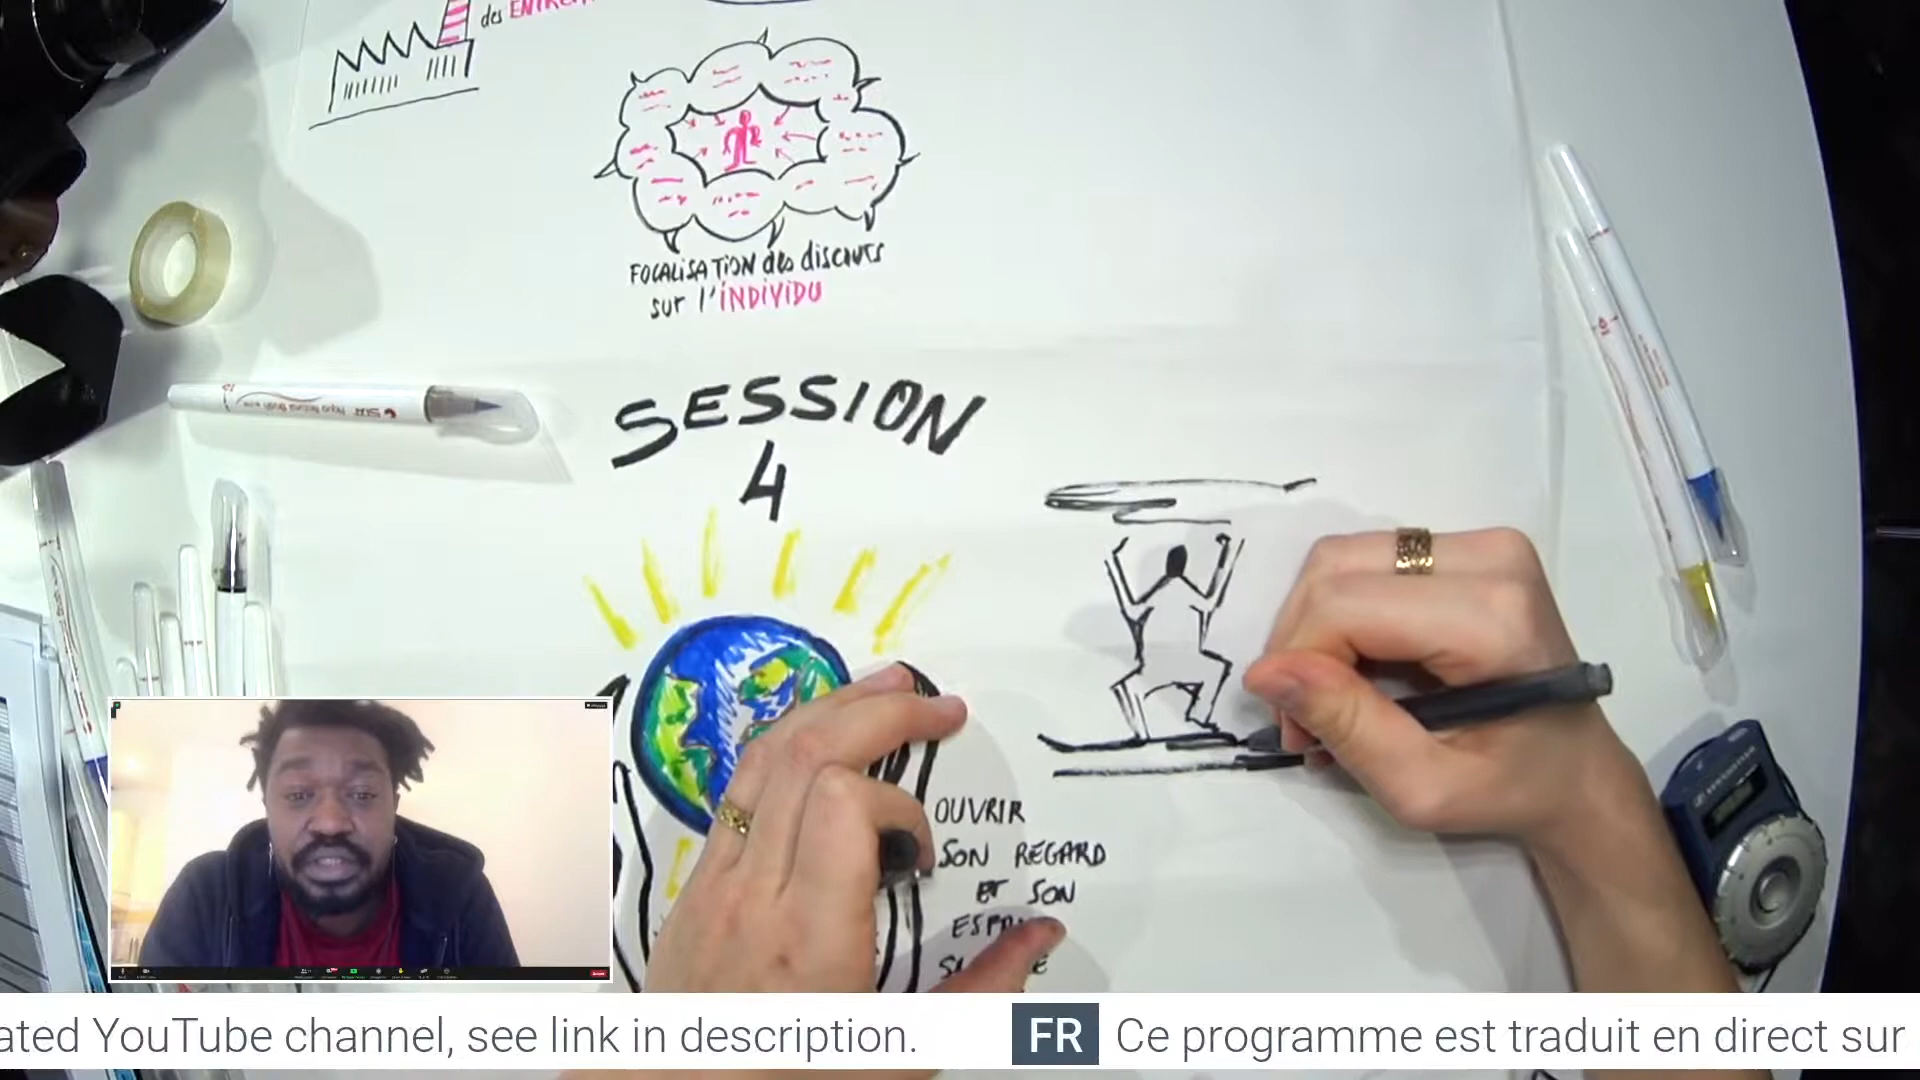 des
FOCALISATION des discours
sur l'INDIVIDU
SESSION
4
OUVRIR
SON REGARD
ET SON
ated YouTube channel, see link in description.
FR Ce programme est traduit en direct sur